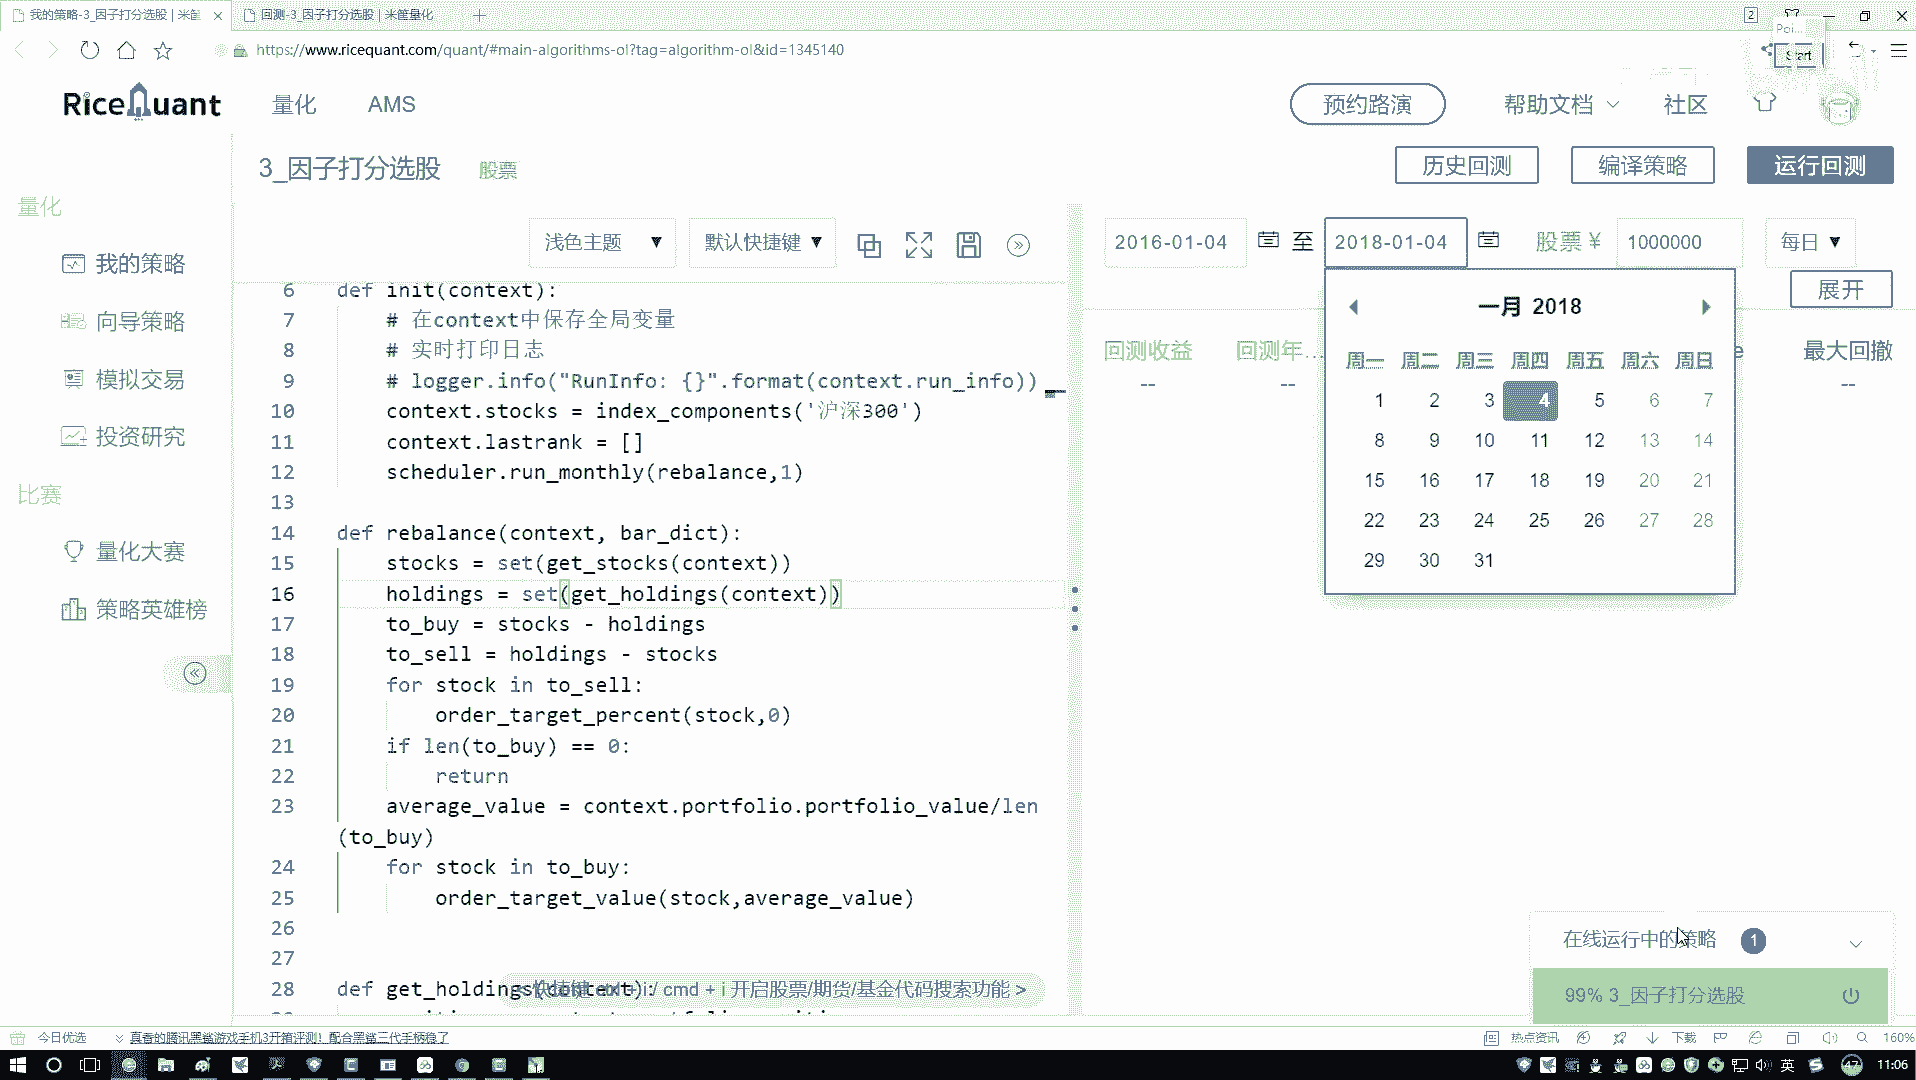 我的策略-3_因子打分选股 | 米筐
回测-3_因子打分选股 | 米筐量化
2
https://www.ricequant.com/quant/#main-algorithms-ol?tag=algorithm-ol&id=1345140
Poi...
Start
RiceQuant
量化
AMS
预约路演
帮助文档
社区
3_因子打分选股
股票
历史回测
编译策略
运行回测
量化
我的策略
向导策略
模拟交易
投资研究
比赛
量化大赛
策略英雄榜
浅色主题
默认快捷键
2016-01-04
至
2018-01-04
股票 ¥
1000000
每日
展开
回测收益
回测年...
最大回撤
--
--
--
一月 2018
周一 周二 周三 周四 周五 周六 周日
1 2 3 4 5 6 7
8 9 10 11 12 13 14
15 16 17 18 19 20 21
22 23 24 25 26 27 28
29 30 31
6 def init(context):
7 # 在context中保存全局变量
8 # 实时打印日志
9 # logger.info("RunInfo: {}".format(context.run_info))
10 context.stocks = index_components('沪深300')
11 context.lastrank = []
12 scheduler.run_monthly(rebalance,1)
13
14 def rebalance(context, bar_dict):
15 stocks = set(get_stocks(context))
16 holdings = set(get_holdings(context))
17 to_buy = stocks - holdings
18 to_sell = holdings - stocks
19 for stock in to_sell:
20 order_target_percent(stock,0)
21 if len(to_buy) == 0:
22 return
23 average_value = context.portfolio.portfolio_value/len
(to_buy)
24 for stock in to_buy:
25 order_target_value(stock,average_value)
26
27
28 def get_holdings(context):
快捷键 ctrl + i / cmd + i 开启股票/期货/基金代码搜索功能 >
在线运行中的策略 1
99% 3_因子打分选股
今日优选
真香的腾讯黑鲨游戏手机3开箱评测！配合黑鲨三代手柄稳了
热点资讯
下载
160%
英
47
11:06